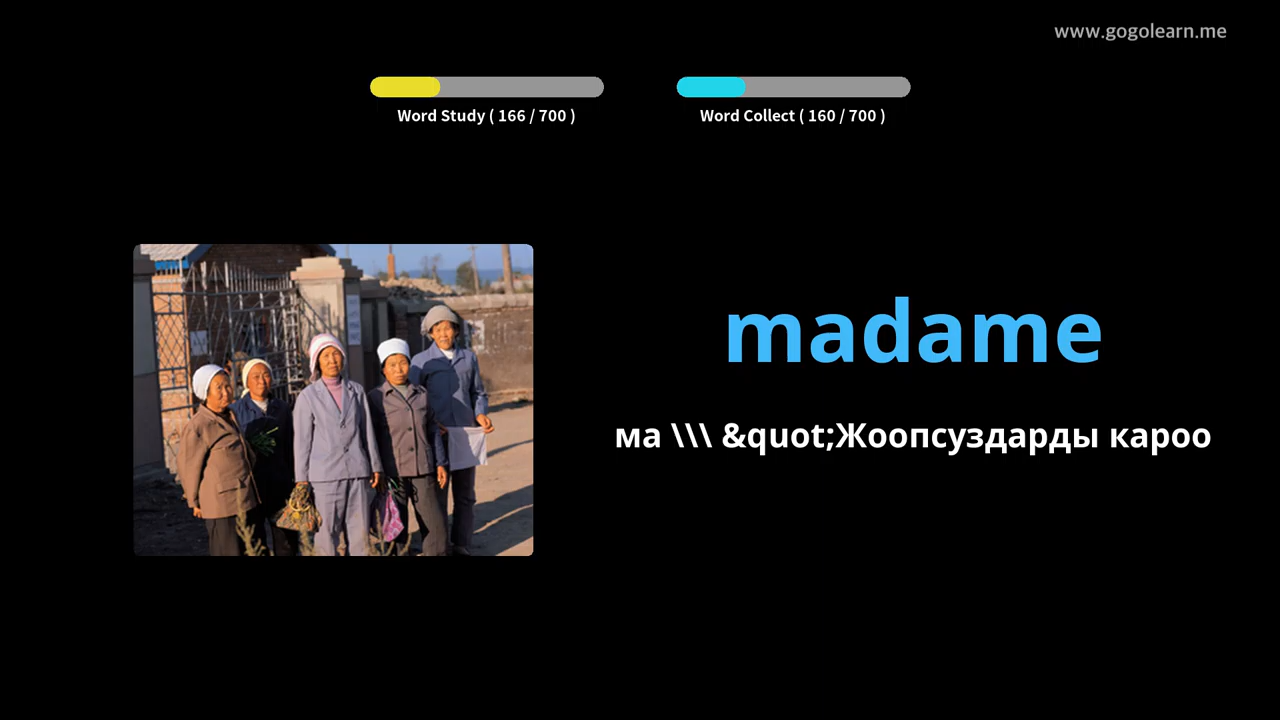 www.gogolearn.me
Word Study ( 166 / 700 )
Word Collect ( 160 / 700 )
madame
ма \\\ &quot;Жоопсуздарды кароо